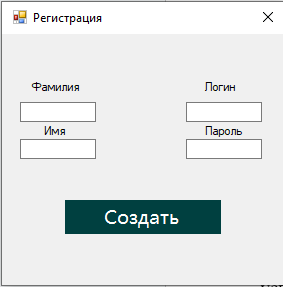 Регистрация
Фамилия
Логин
Имя
Пароль
Создать